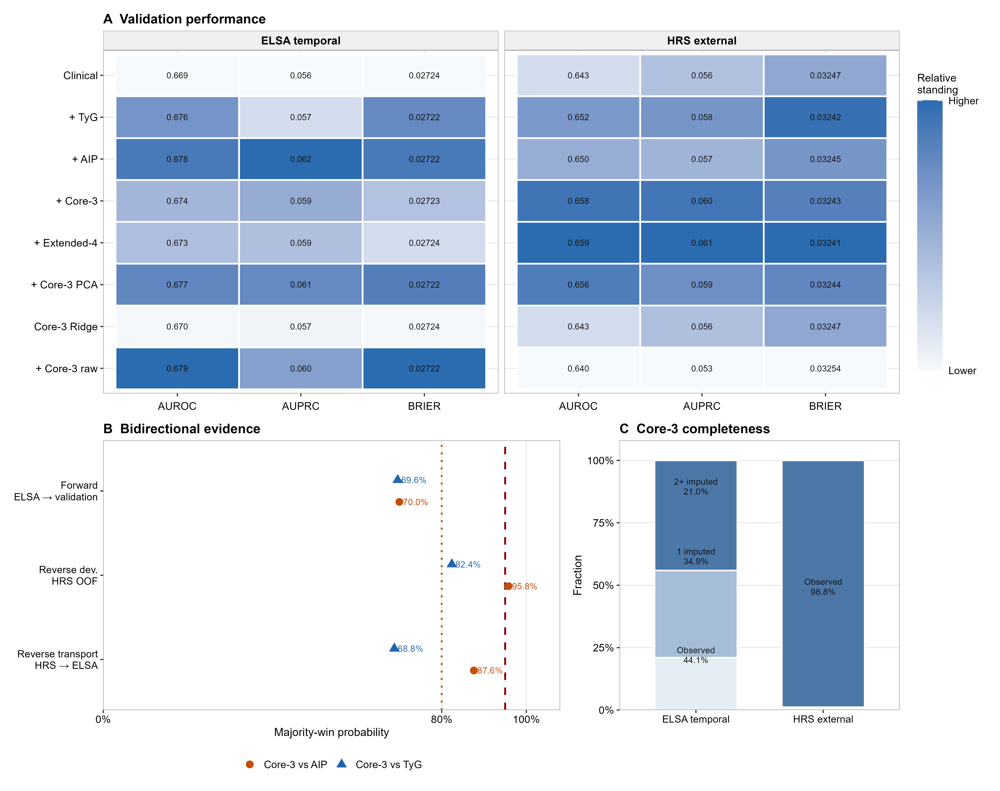 A Validation performance
ELSA temporal
HRS external
Clinical
0.669
0.056
0.02724
0.643
0.056
0.03247
+ TyG
0.676
0.057
0.02722
0.652
0.058
0.03242
+ AIP
0.678
0.062
0.02722
0.650
0.057
0.03245
+ Core-3
0.674
0.059
0.02723
0.658
0.060
0.03243
+ Extended-4
0.673
0.059
0.02724
0.659
0.061
0.03241
+ Core-3 PCA
0.677
0.061
0.02722
0.656
0.059
0.03244
Core-3 Ridge
0.670
0.057
0.02724
0.643
0.056
0.03247
+ Core-3 raw
0.679
0.060
0.02722
0.640
0.053
0.03254
AUROC
AUPRC
BRIER
AUROC
AUPRC
BRIER
Relative
standing
Higher
Lower
B Bidirectional evidence
Forward
ELSA → validation
69.6%
70.0%
Reverse dev.
HRS OOF
82.4%
95.8%
Reverse transport
HRS → ELSA
68.8%
87.6%
0%
80%
100%
Majority-win probability
Core-3 vs AIP
Core-3 vs TyG
C Core-3 completeness
Fraction
100%
75%
50%
25%
0%
2+ imputed
21.0%
1 imputed
34.9%
Observed
44.1%
Observed
98.8%
ELSA temporal
HRS external